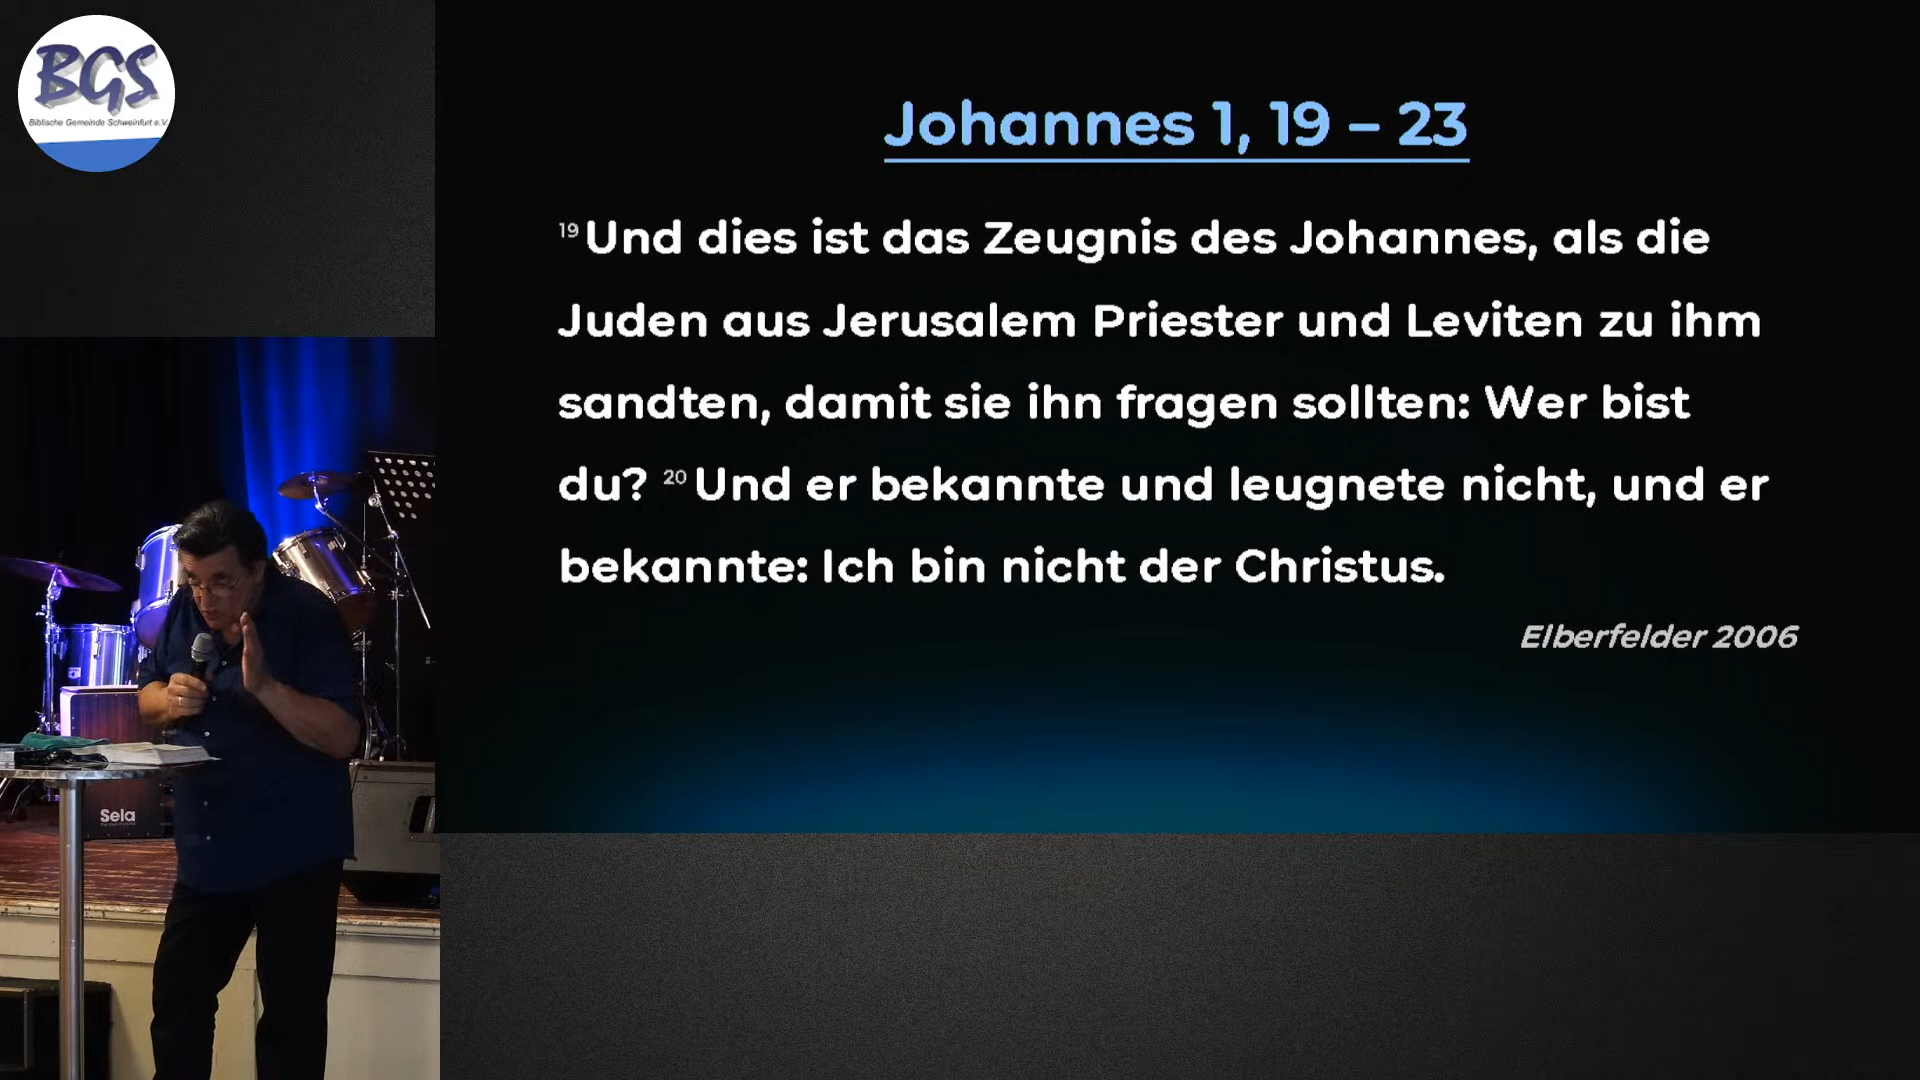 BGS
Biblische Gemeinde Schweinfurt e.V.
Johannes 1, 19 – 23
19 Und dies ist das Zeugnis des Johannes, als die
Juden aus Jerusalem Priester und Leviten zu ihm
sandten, damit sie ihn fragen sollten: Wer bist
du? 20 Und er bekannte und leugnete nicht, und er
bekannte: Ich bin nicht der Christus.
Elberfelder 2006
Sela